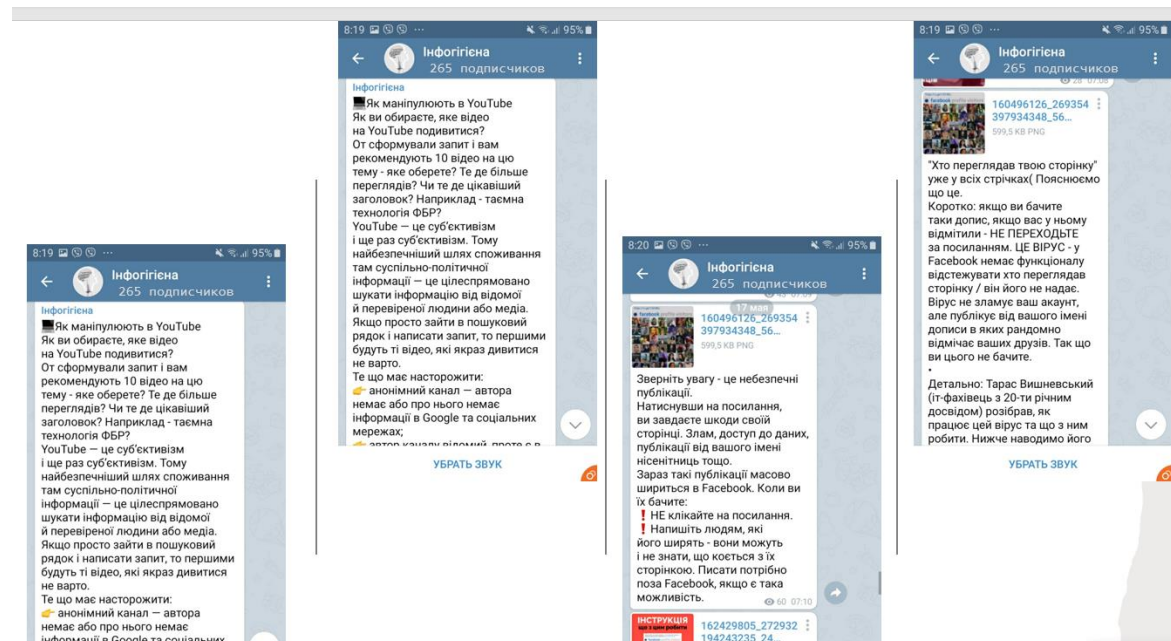 8:19
95%
Інфогігієна
265 подписчиков
Інфогігієна
Як маніпулюють в YouTube
Як ви обираєте, яке відео
на YouTube подивитися?
От сформували запит і вам
рекомендують 10 відео на цю
тему - яке оберете? Те де більше
переглядів? Чи те де цікавіший
заголовок? Наприклад - таємна
технологія ФБР?
YouTube — це суб'єктивізм
і ще раз суб'єктивізм. Тому
найбезпечніший шлях споживання
там суспільно-політичної
інформації — це цілеспрямовано
шукати інформацію від відомої
й перевіреної людини або медіа.
Якщо просто зайти в пошуковий
рядок і написати запит, то першими
будуть ті відео, які якраз дивитися
не варто.
Те що має насторожити:
👉 анонімний канал — автора
немає або про нього немає
інформації в Google та соціальних
8:19
95%
Інфогігієна
265 подписчиков
Інфогігієна
Як маніпулюють в YouTube
Як ви обираєте, яке відео
на YouTube подивитися?
От сформували запит і вам
рекомендують 10 відео на цю
тему - яке оберете? Те де більше
переглядів? Чи те де цікавіший
заголовок? Наприклад - таємна
технологія ФБР?
YouTube — це суб'єктивізм
і ще раз суб'єктивізм. Тому
найбезпечніший шлях споживання
там суспільно-політичної
інформації — це цілеспрямовано
шукати інформацію від відомої
й перевіреної людини або медіа.
Якщо просто зайти в пошуковий
рядок і написати запит, то першими
будуть ті відео, які якраз дивитися
не варто.
Те що має насторожити:
👉 анонімний канал — автора
немає або про нього немає
інформації в Google та соціальних
мережах;
👉 автор каналу відомий, проте є в
УБРАТЬ ЗВУК
8:20
95%
Інфогігієна
265 подписчиков
17 мая
160496126_269354
397934348_56...
599,5 KB PNG
Зверніть увагу - це небезпечні
публікації.
Натиснувши на посилання,
ви завдаєте шкоди своїй
сторінці. Злам, доступ до даних,
публікації від вашого імені
нісенітниць тощо.
Зараз такі публікації масово
шириться в Facebook. Коли ви
їх бачите:
❗ НЕ клікайте на посилання.
❗ Напишіть людям, які
його ширять - вони можуть
і не знати, що коється з їх
сторінкою. Писати потрібно
поза Facebook, якщо є така
можливість.
60 07:10
ІНСТРУКЦІЯ
що з цим робити
162429805_272932
194243235_24...
8:19
95%
Інфогігієна
265 подписчиков
28 07:08
160496126_269354
397934348_56...
599,5 KB PNG
"Хто переглядав твою сторінку"
уже у всіх стрічках( Пояснюємо
що це.
Коротко: якщо ви бачите
таки допис, якщо вас у ньому
відмітили - НЕ ПЕРЕХОДЬТЕ
за посиланням. ЦЕ ВІРУС - у
Facebook немає функціоналу
відстежувати хто переглядав
сторінку / він його не надає.
Вірус не зламує ваш акаунт,
але публікує від вашого імені
дописи в яких рандомно
відмічає ваших друзів. Так що
ви цього не бачите.
•
Детально: Тарас Вишневський
(іт-фахівець з 20-ти річним
досвідом) розібрав, як
працює цей вірус та що з ним
робити. Нижче наводимо його
УБРАТЬ ЗВУК